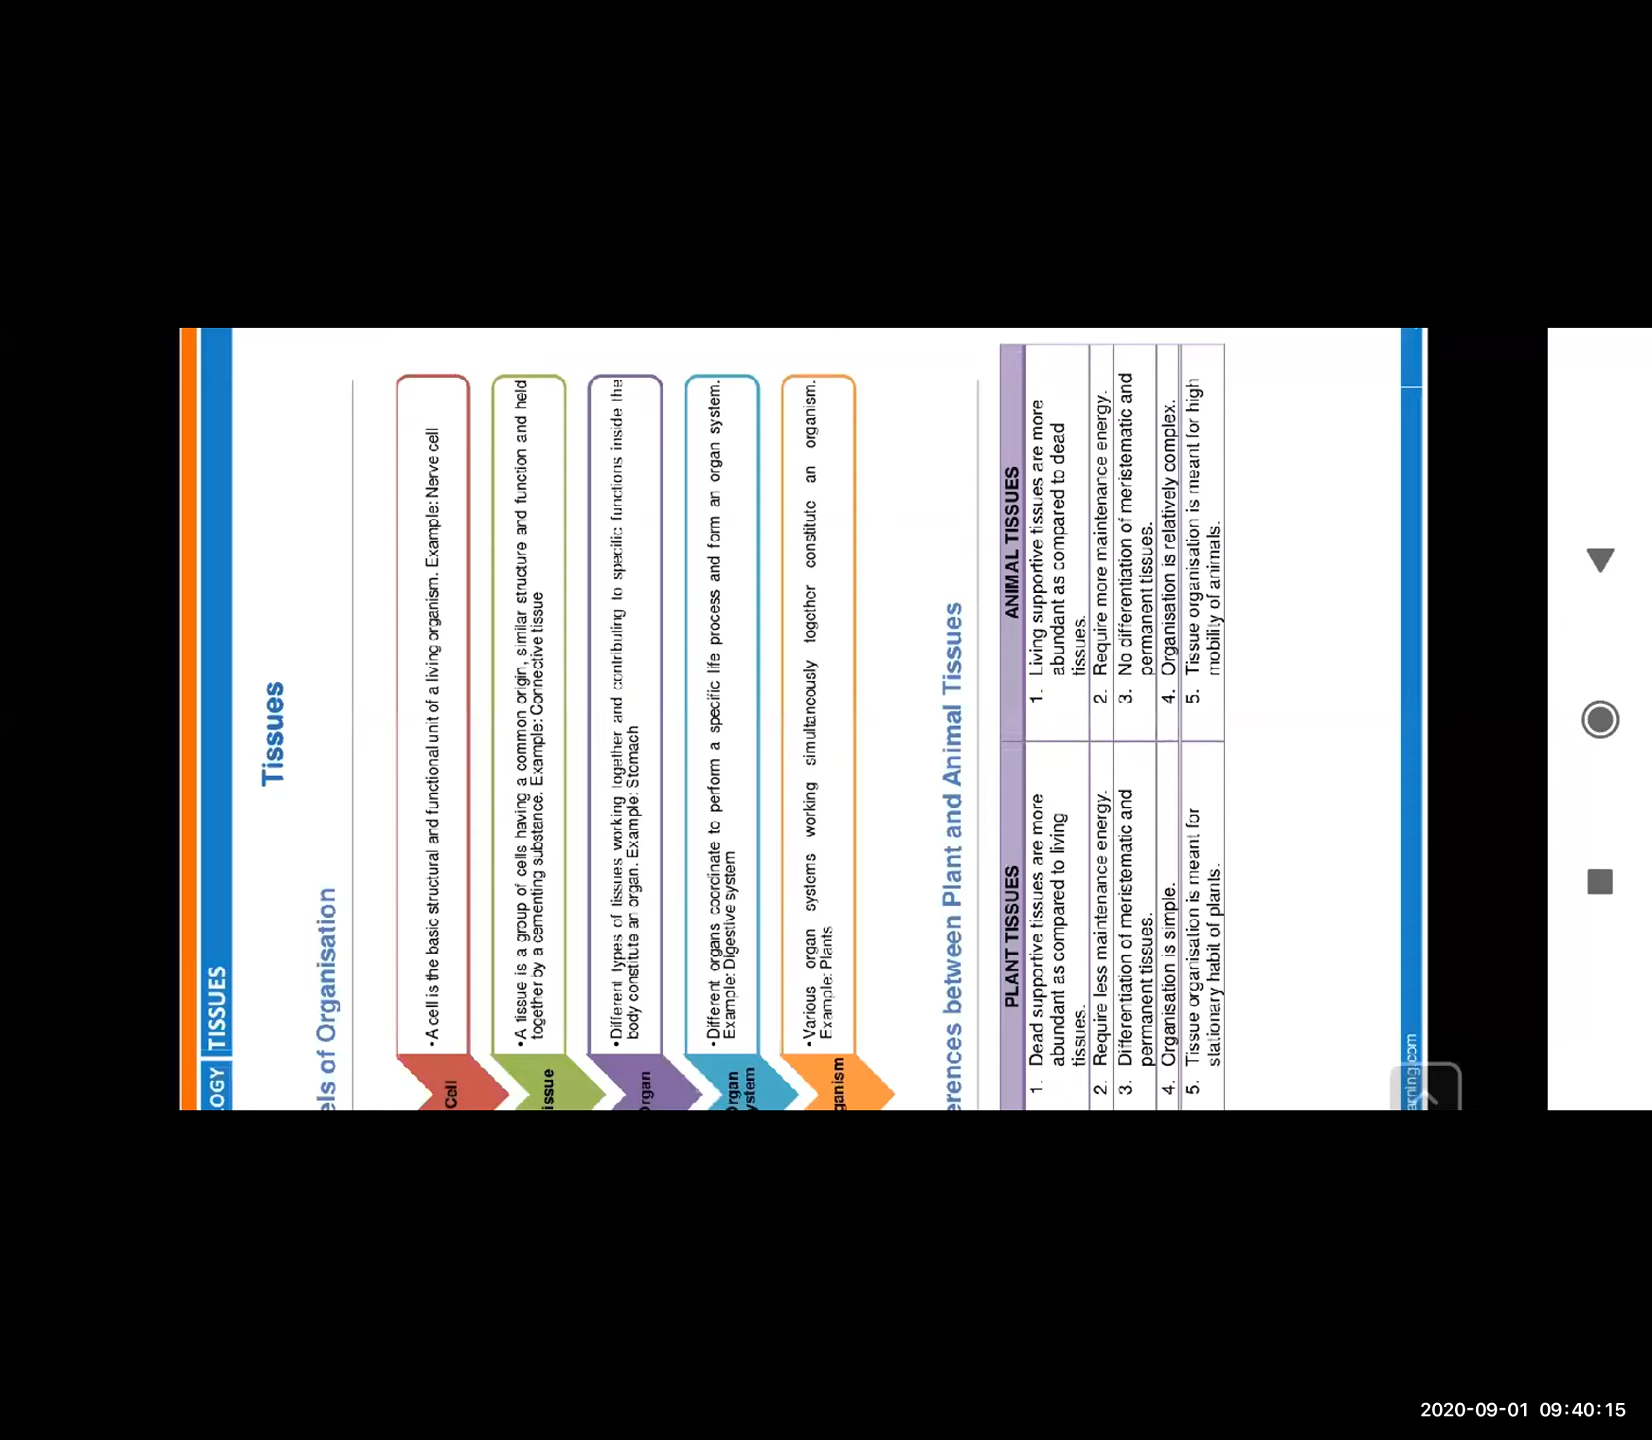 LOGY TISSUES
Tissues
els of Organisation
Cell
•A cell is the basic structural and functional unit of a living organism. Example: Nerve cell
issue
•A tissue is a group of cells having a common origin, similar structure and function and held
together by a cementing substance. Example: Connective tissue
rgan
•Different types of tissues working together and contributing to specific functions inside the
body constitute an organ. Example: Stomach
rgan
ystem
•Different organs coordinate to perform a specific life process and form an organ system.
Example: Digestive system
ganism
•Various organ systems working simultaneously together constitute an organism.
Example: Plants
erences between Plant and Animal Tissues
PLANT TISSUES
ANIMAL TISSUES
1. Dead supportive tissues are more
abundant as compared to living
tissues.
1. Living supportive tissues are more
abundant as compared to dead
tissues.
2. Require less maintenance energy.
2. Require more maintenance energy.
3. Differentiation of meristematic and
permanent tissues.
3. No differentiation of meristematic and
permanent tissues.
4. Organisation is simple.
4. Organisation is relatively complex.
5. Tissue organisation is meant for
stationary habit of plants.
5. Tissue organisation is meant for high
mobility of animals.
arning.com
2020-09-01 09:40:15